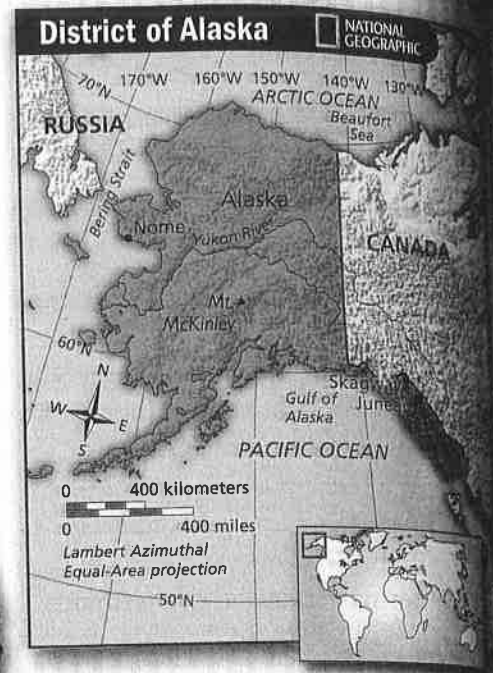 District of Alaska
NATIONAL
GEOGRAPHIC
70°N
170°W
160°W
150°W
140°W
130°W
ARCTIC OCEAN
Beaufort
Sea
RUSSIA
Bering Strait
Alaska
Nome
Yukon River
CANADA
Mt.
McKinley
60°N
N
W
E
S
Gulf of
Alaska
PACIFIC OCEAN
0
400 kilometers
0
400 miles
Lambert Azimuthal
Equal-Area projection
50°N